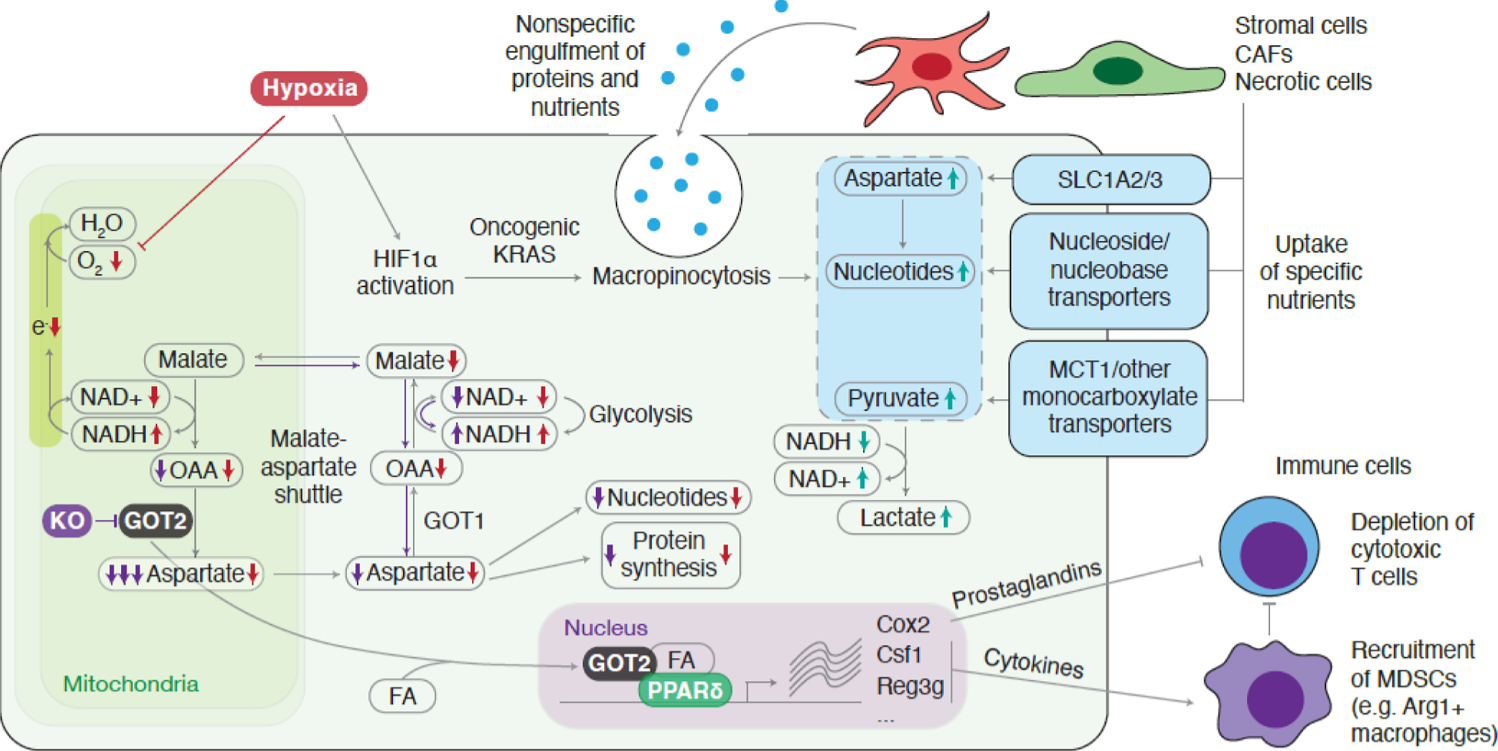 Nonspecific
engulfment of
proteins and
nutrients
Stromal cells
CAFs
Necrotic cells
Hypoxia
Aspartate
SLC1A2/3
H2O
O2
HIF1α
activation
Oncogenic
KRAS
Macropinocytosis
Nucleotides
Nucleoside/
nucleobase
transporters
Uptake
of specific
nutrients
e-
Malate
Malate
NAD+
NADH
NAD+
NADH
Glycolysis
Pyruvate
MCT1/other
monocarboxylate
transporters
Malate-
aspartate
shuttle
OAA
OAA
NADH
NAD+
Lactate
KO
GOT2
GOT1
Nucleotides
Protein
synthesis
Aspartate
Aspartate
Immune cells
Depletion of
cytotoxic
T cells
Prostaglandins
Nucleus
GOT2
FA
PPARδ
Cox2
Csf1
Reg3g
...
Cytokines
FA
Mitochondria
Recruitment
of MDSCs
(e.g. Arg1+
macrophages)